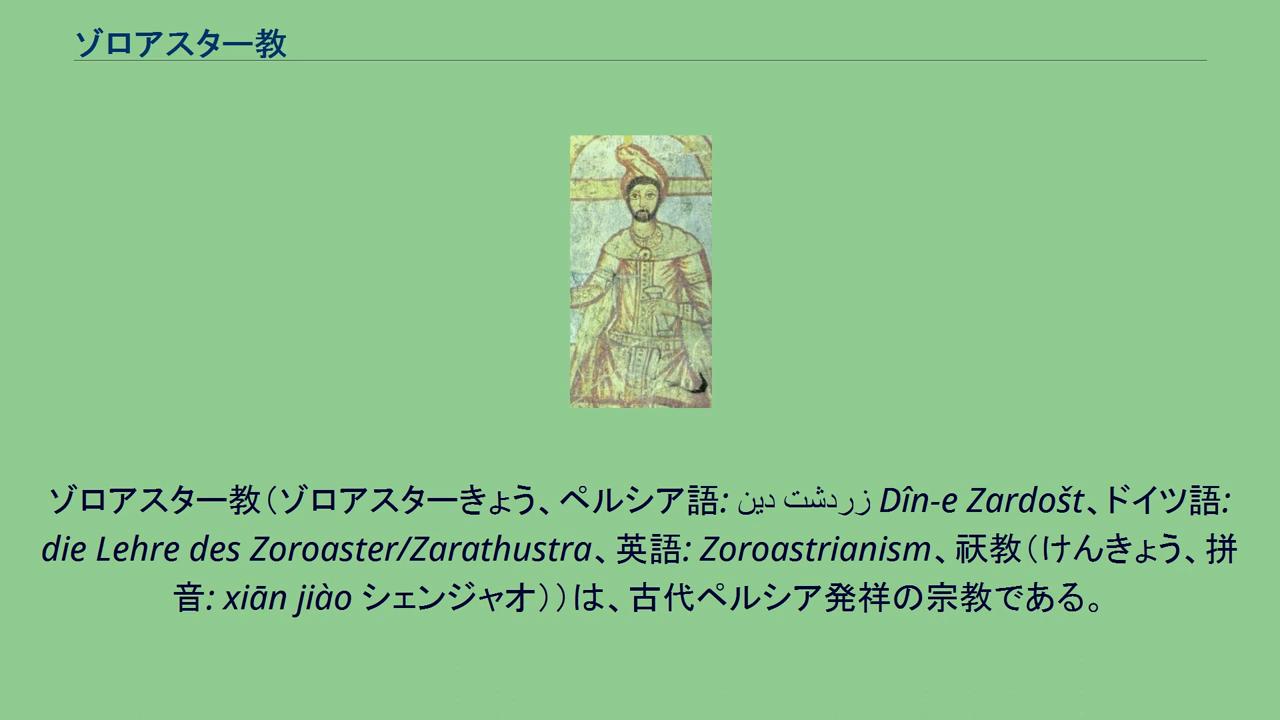 ゾロアスター教
ゾロアスター教（ゾロアスターきょう、ペルシア語: دین زردشت Dîn-e Zardošt、ドイツ語:
die Lehre des Zoroaster/Zarathustra、英語: Zoroastrianism、祆教（けんきょう、拼
音: xiān jiào シェンジャオ））は、古代ペルシア発祥の宗教である。